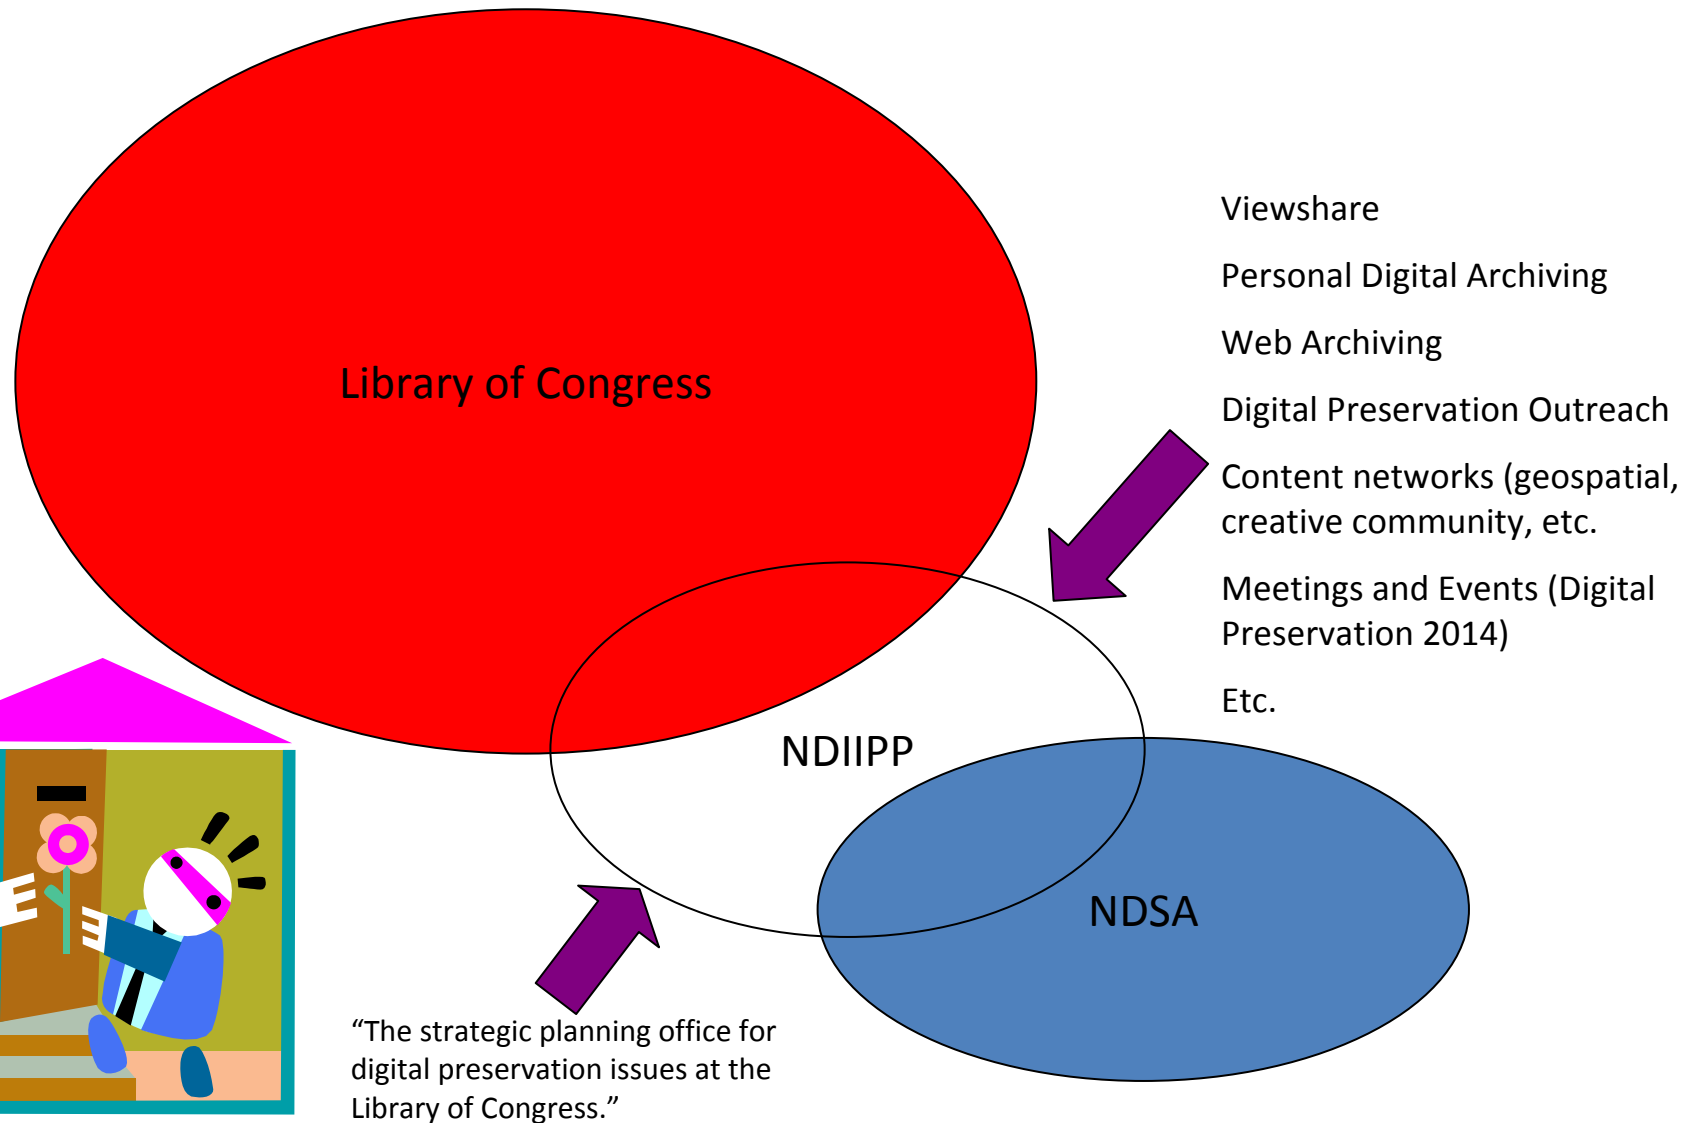 Library of Congress
Viewshare
Personal Digital Archiving
Web Archiving
Digital Preservation Outreach
Content networks (geospatial,
creative community, etc.
Meetings and Events (Digital
Preservation 2014)
Etc.
NDIIPP
NDSA
“The strategic planning office for
digital preservation issues at the
Library of Congress.”